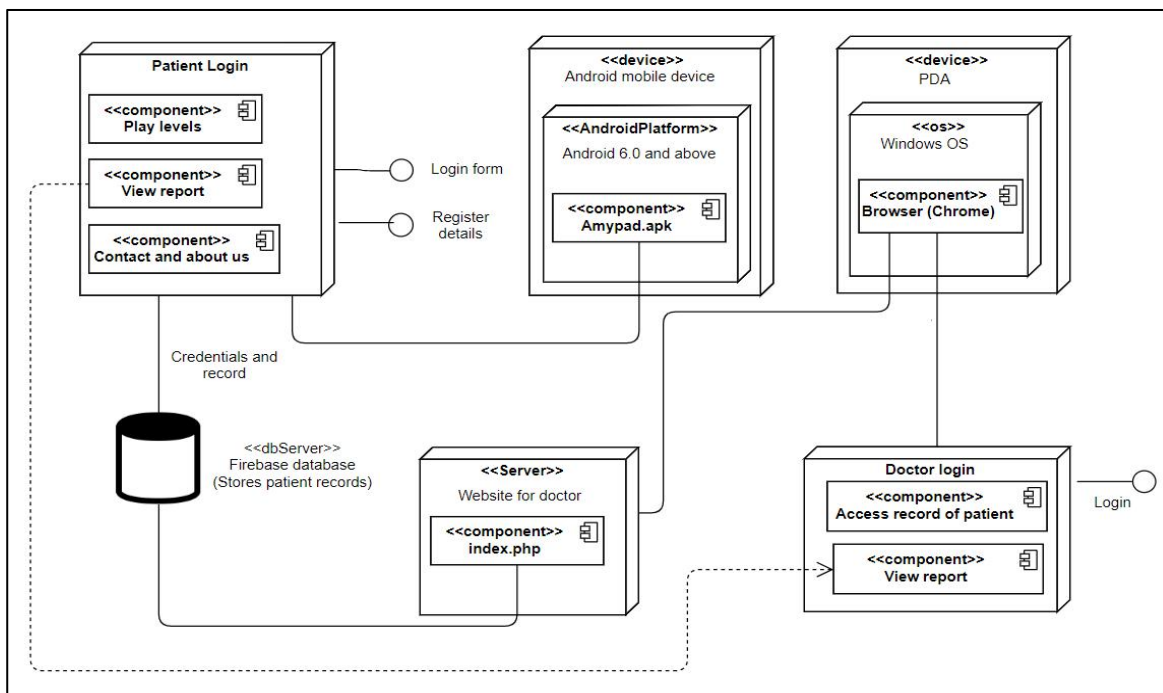 Patient Login
<<component>>
Play levels
<<component>>
View report
<<component>>
Contact and about us
Login form
Register
details
<<device>>
Android mobile device
<<AndroidPlatform>>
Android 6.0 and above
<<component>>
Amypad.apk
<<device>>
PDA
<<os>>
Windows OS
<<component>>
Browser (Chrome)
Credentials and
record
<<dbServer>>
Firebase database
(Stores patient records)
<<Server>>
Website for doctor
<<component>>
index.php
Doctor login
<<component>>
Access record of patient
<<component>>
View report
Login